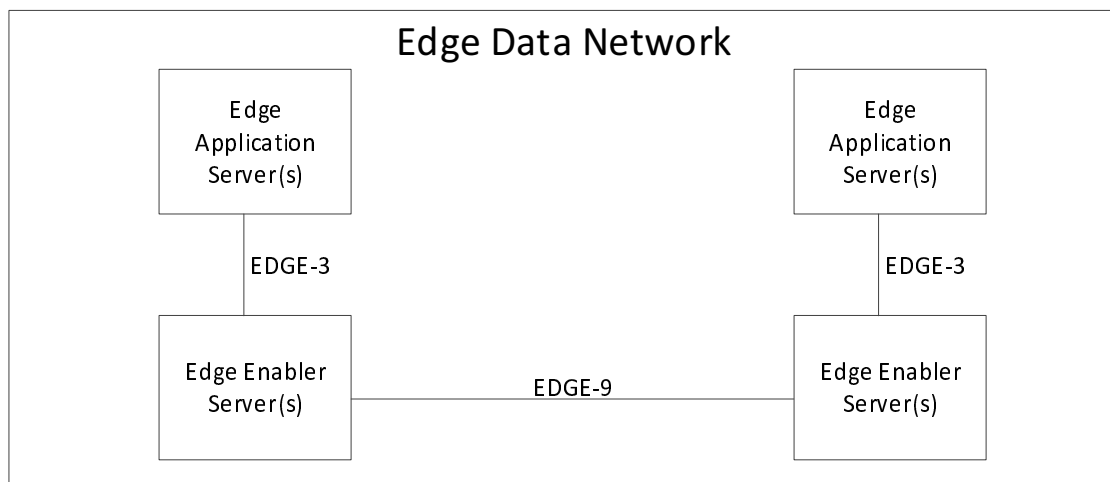 Edge Data Network
Edge
Application
Server(s)
Edge
Application
Server(s)
EDGE-3
EDGE-3
Edge Enabler
Server(s)
EDGE-9
Edge Enabler
Server(s)